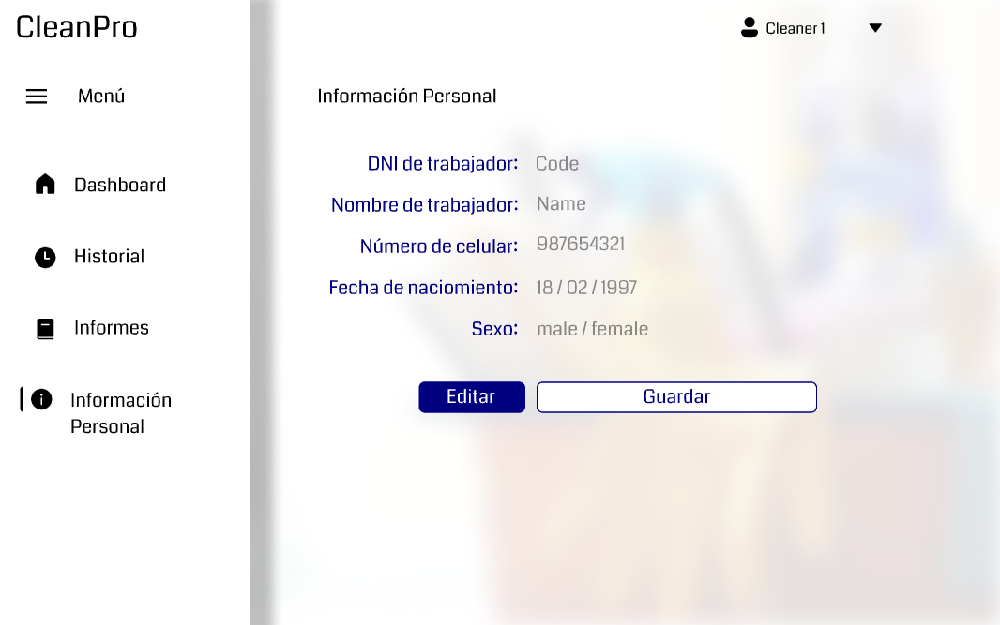 CleanPro
Cleaner 1
Menú
Información Personal
Dashboard
Historial
Informes
Información
Personal
DNI de trabajador: Code
Nombre de trabajador: Name
Número de celular: 987654321
Fecha de naciomiento: 18 / 02 / 1997
Sexo: male / female
Editar
Guardar